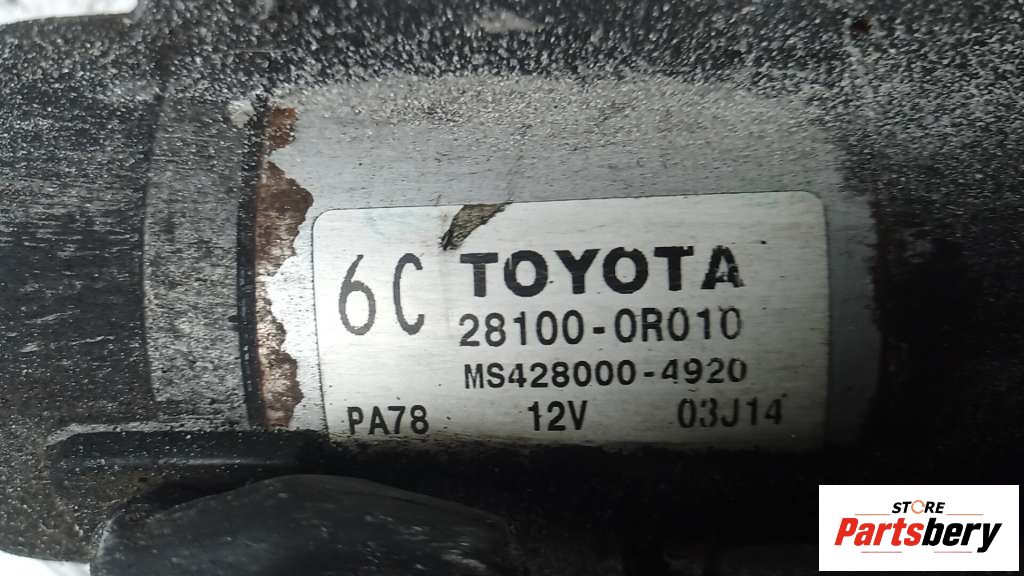 6C TOYOTA
28100-0R010
MS428000-4920
PA78 12V 03J14
STORE
Partsbery